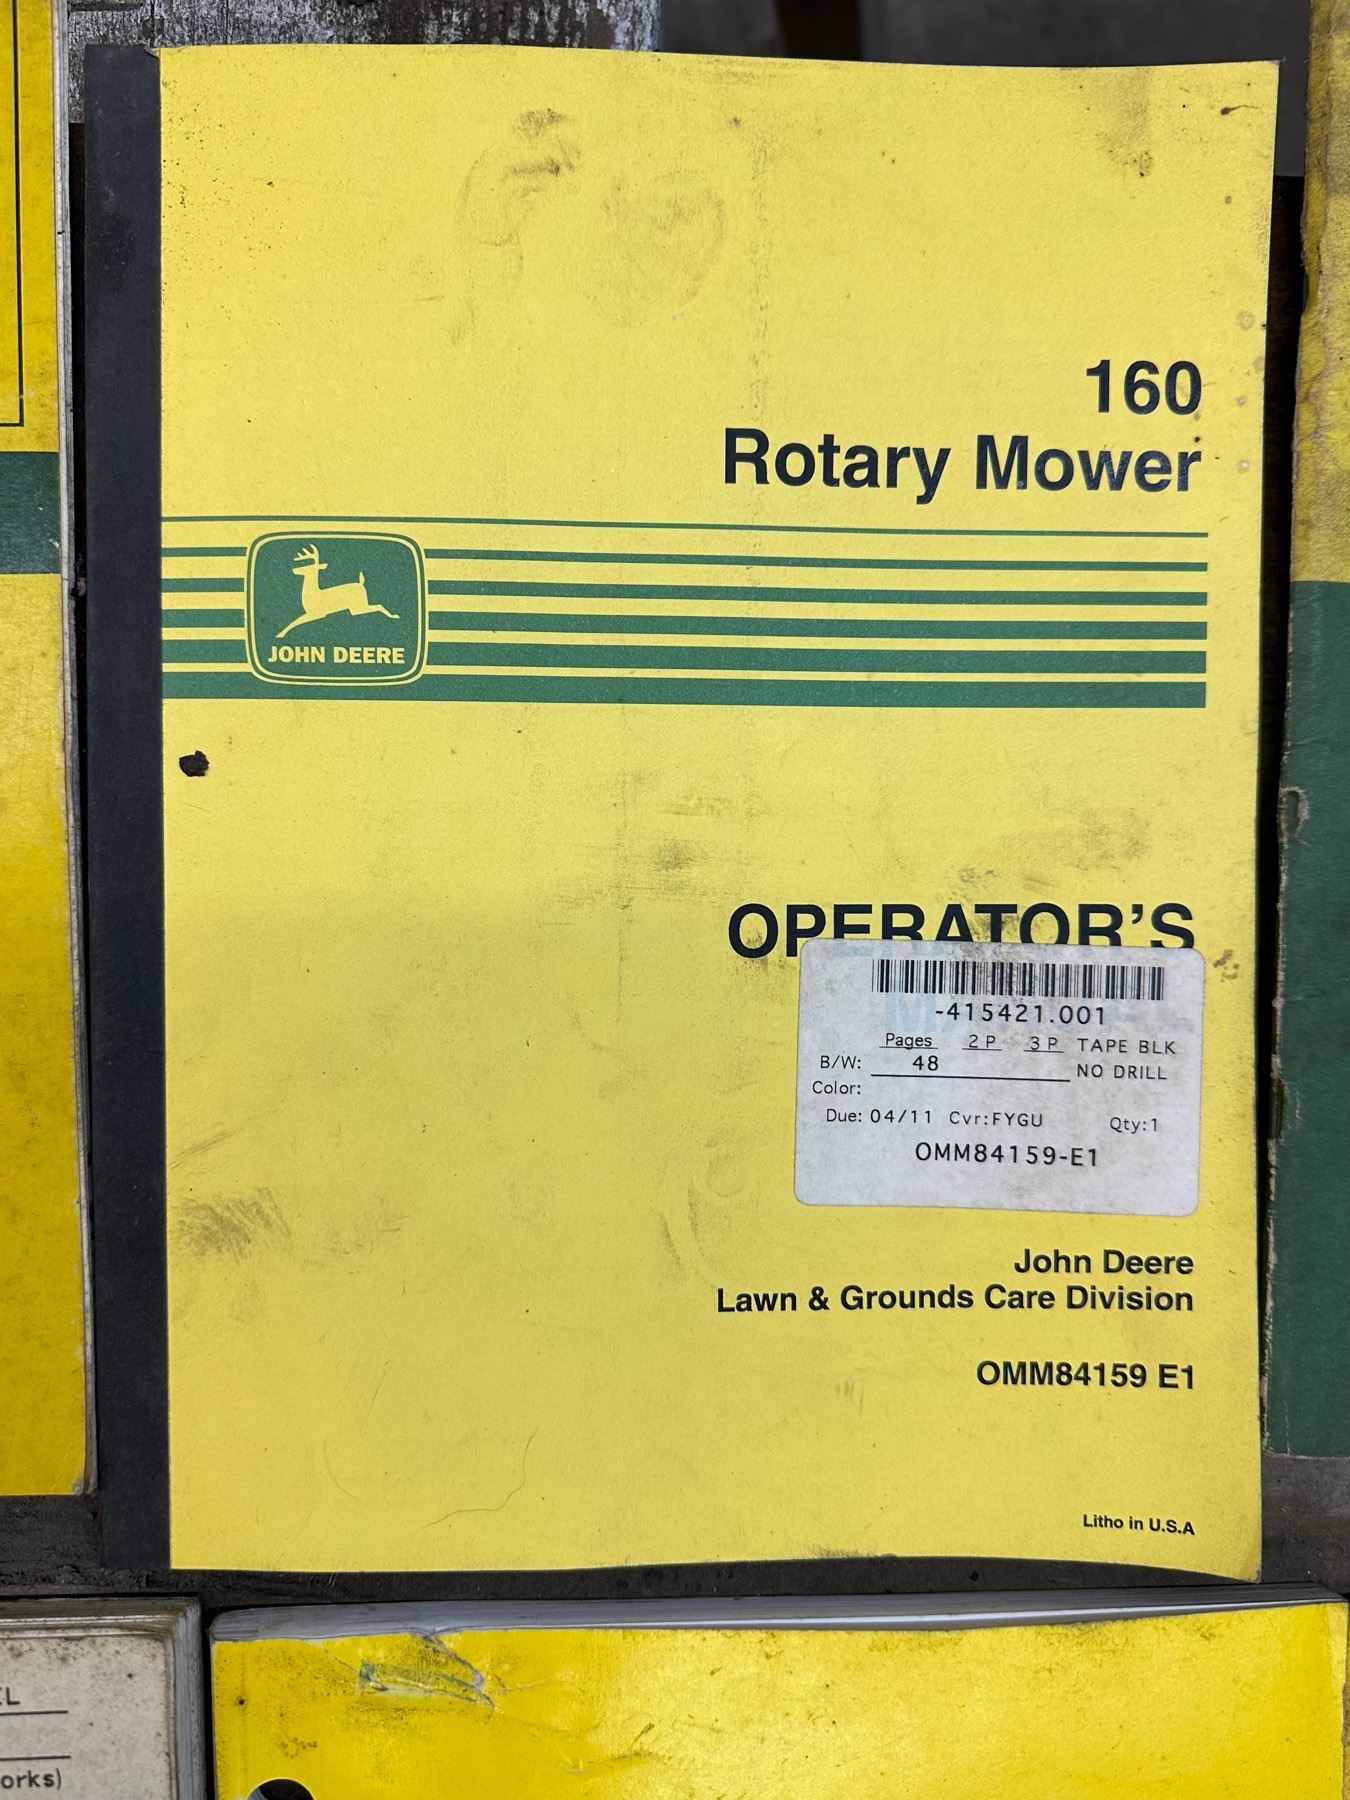 160
Rotary Mower
JOHN DEERE
OPERATOR'S
-415421.001
Pages 2 P 3 P TAPE BLK
B/W: 48 NO DRILL
Color:
Due: 04/11 Cvr:FYGU Qty:1
OMM84159-E1
John Deere
Lawn & Grounds Care Division
OMM84159 E1
Litho in U.S.A
orks)